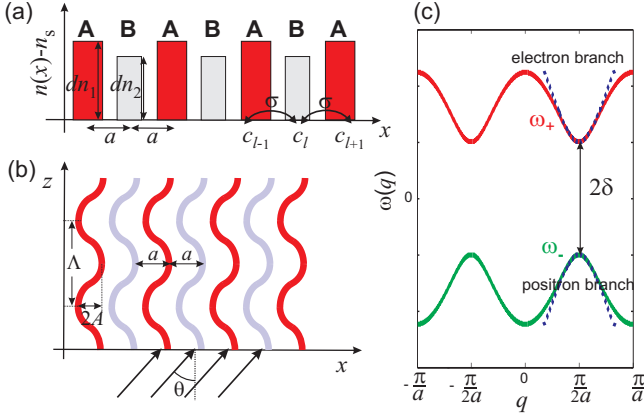 (a)
A B A B A B A
n(x)-n_s
dn_1
dn_2
σ σ
a a
c_{l-1} c_l c_{l+1}
x
(b)
z
Λ
a a
2A
θ
x
(c)
electron branch
ω_+
ω(q)
0
2δ
ω_-
positron branch
-π/a -π/2a 0 π/2a π/a
q